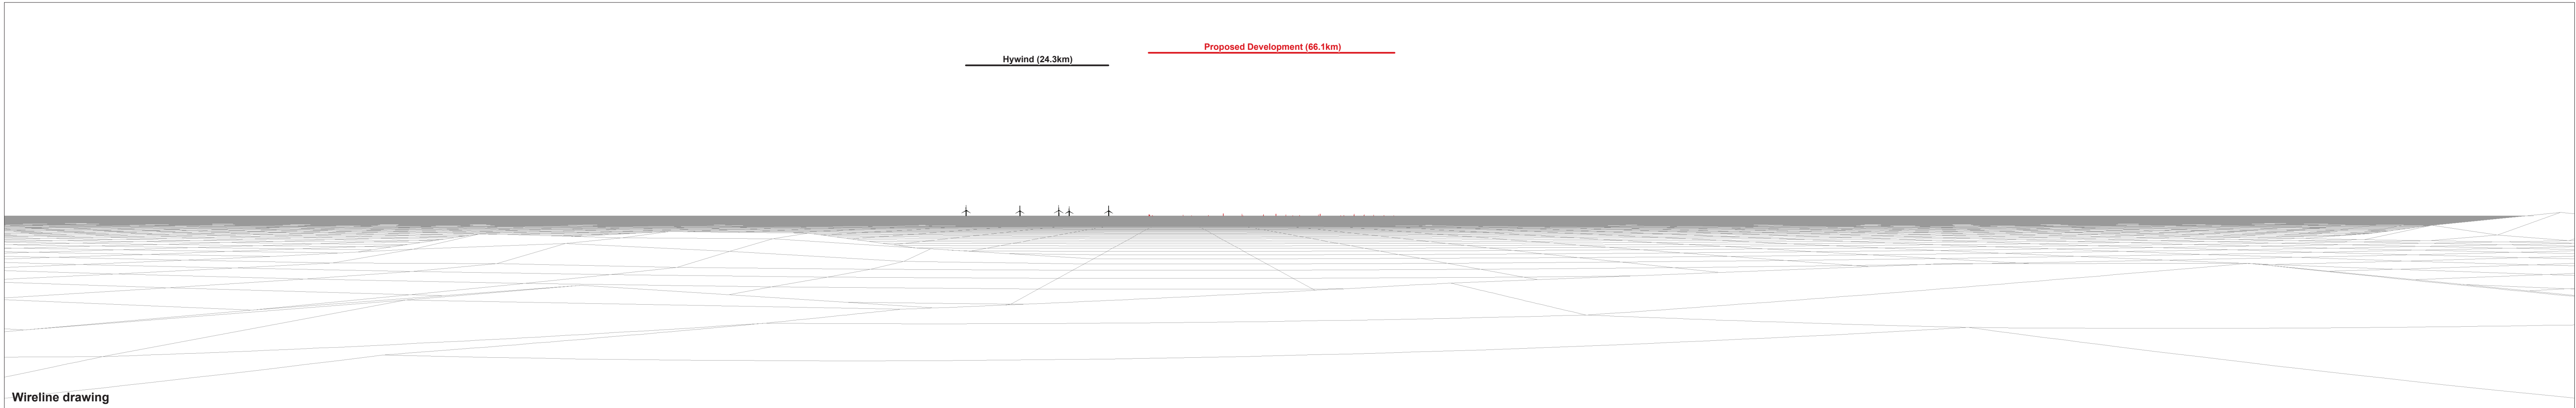 Proposed Development (66.1km)
Hywind (24.3km)
Wireline drawing